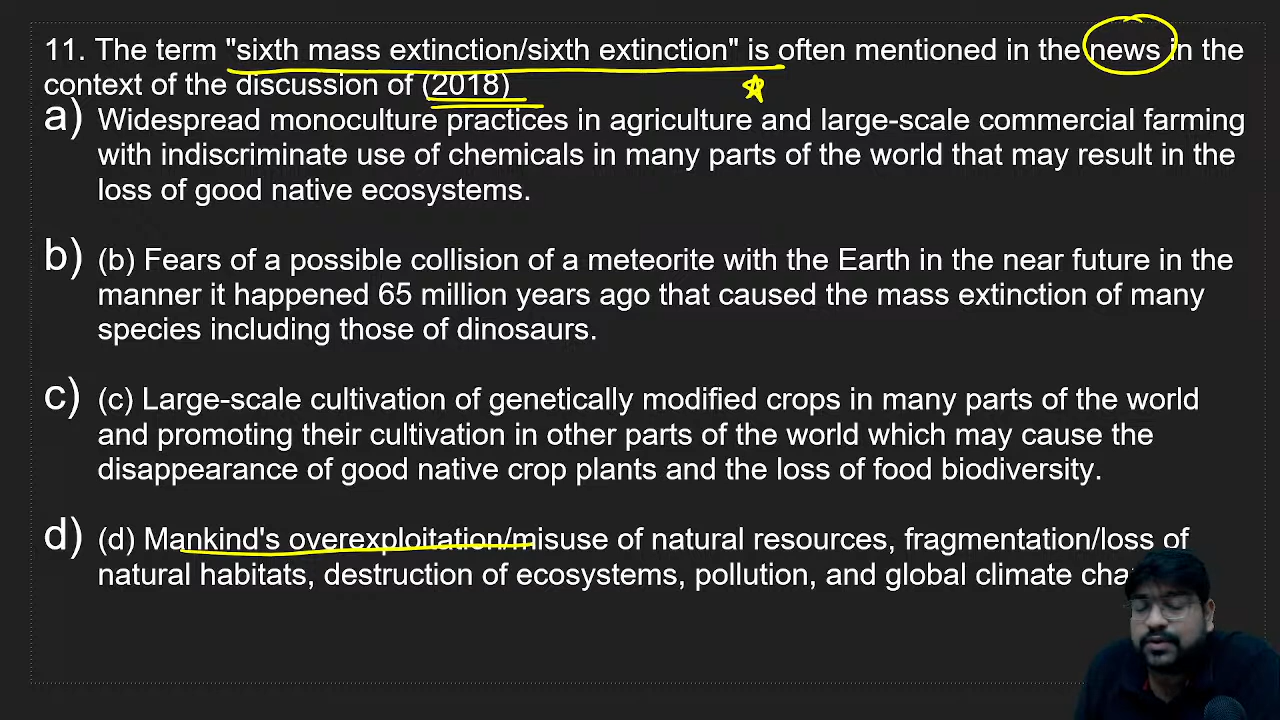 11. The term "sixth mass extinction/sixth extinction" is often mentioned in the news in the
context of the discussion of (2018)
a) Widespread monoculture practices in agriculture and large-scale commercial farming
with indiscriminate use of chemicals in many parts of the world that may result in the
loss of good native ecosystems.
b) (b) Fears of a possible collision of a meteorite with the Earth in the near future in the
manner it happened 65 million years ago that caused the mass extinction of many
species including those of dinosaurs.
c) (c) Large-scale cultivation of genetically modified crops in many parts of the world
and promoting their cultivation in other parts of the world which may cause the
disappearance of good native crop plants and the loss of food biodiversity.
d) (d) Mankind's overexploitation/misuse of natural resources, fragmentation/loss of
natural habitats, destruction of ecosystems, pollution, and global climate